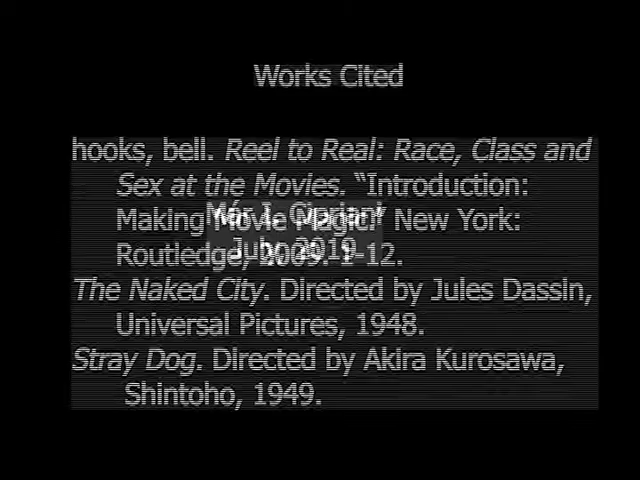 Works Cited
hooks, bell. Reel to Real: Race, Class and
Sex at the Movies. “Introduction:
Making Movie Magic.” New York:
Routledge, 2009. 1-12.
The Naked City. Directed by Jules Dassin,
Universal Pictures, 1948.
Stray Dog. Directed by Akira Kurosawa,
Shintoho, 1949.